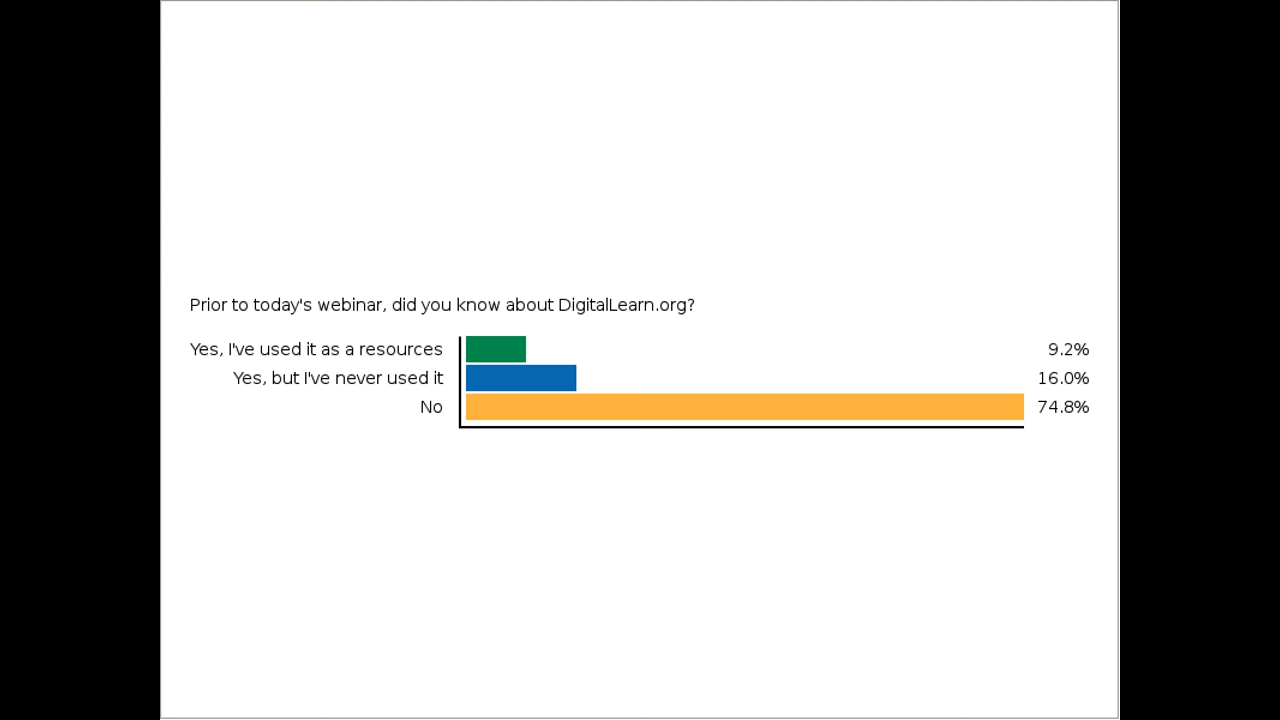 Prior to today's webinar, did you know about DigitalLearn.org?
Yes, I've used it as a resources 9.2%
Yes, but I've never used it 16.0%
No 74.8%